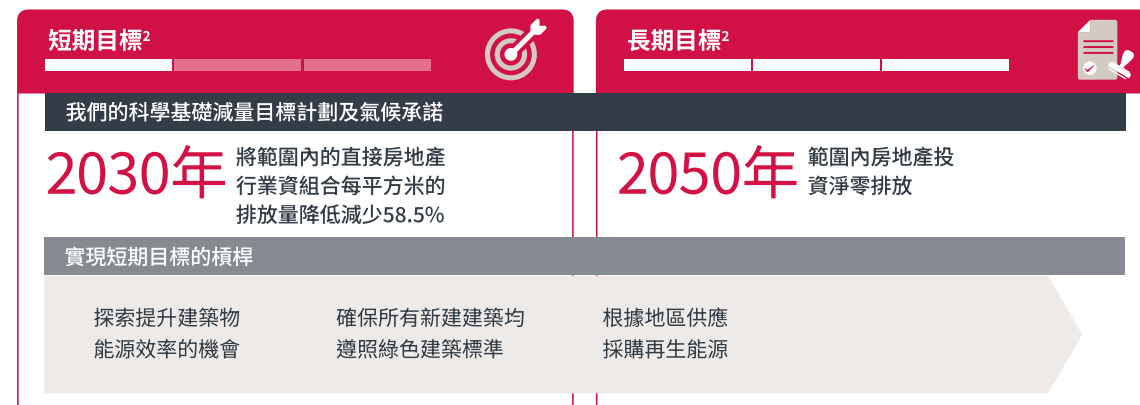 短期目標2
長期目標2
我們的科學基礎減量目標計劃及氣候承諾
2030年
將範圍內的直接房地產
行業資組合每平方米的
排放量降低減少58.5%
2050年
範圍內房地產投
資淨零排放
實現短期目標的槓桿
探索提升建築物
能源效率的機會
確保所有新建建築均
遵照綠色建築標準
根據地區供應
採購再生能源